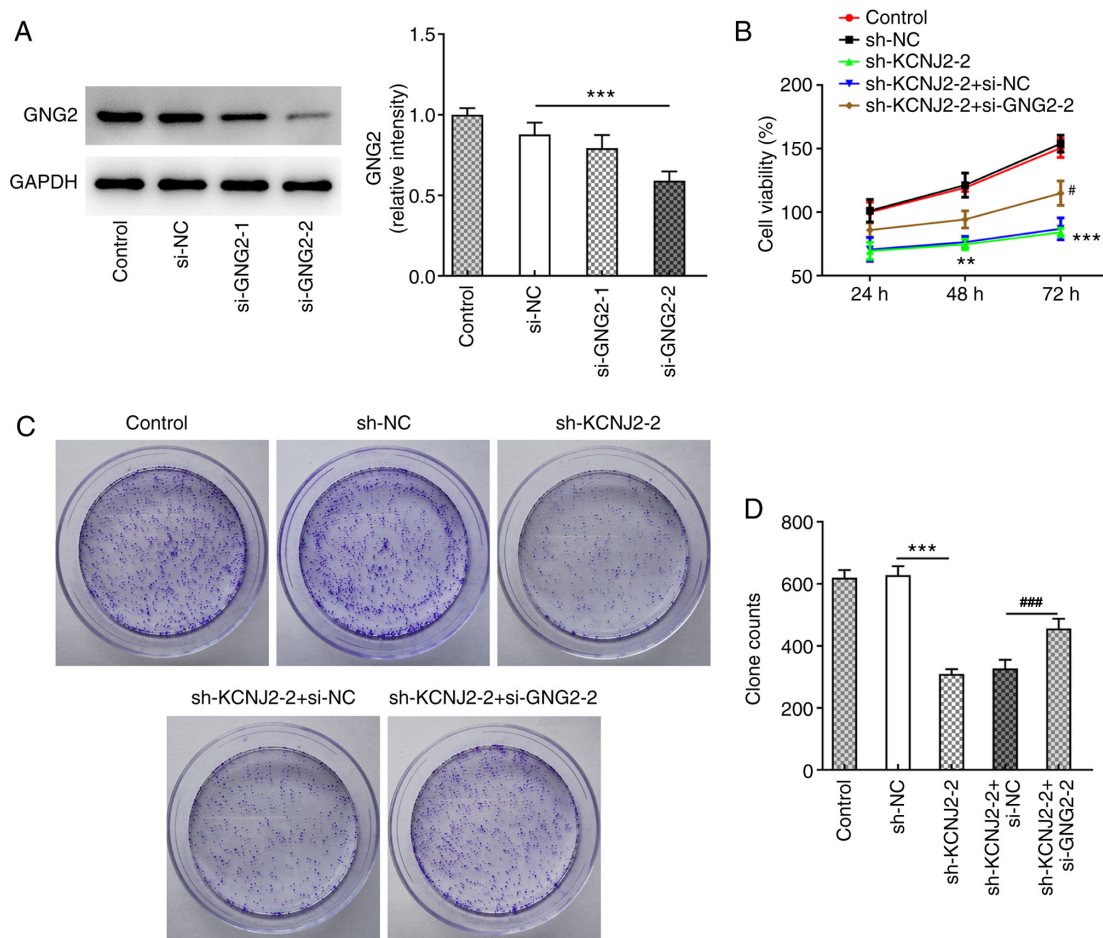 A
GNG2
GAPDH
Control
si-NC
si-GNG2-1
si-GNG2-2
GNG2
(relative intensity)
1.5
1.0
0.5
0.0
***
Control
si-NC
si-GNG2-1
si-GNG2-2
B
Control
sh-NC
sh-KCNJ2-2
sh-KCNJ2-2+si-NC
sh-KCNJ2-2+si-GNG2-2
Cell viability (%)
200
150
100
50
#
***
**
24 h
48 h
72 h
C
Control
sh-NC
sh-KCNJ2-2
sh-KCNJ2-2+si-NC
sh-KCNJ2-2+si-GNG2-2
D
Clone counts
800
600
400
200
0
***
###
Control
sh-NC
sh-KCNJ2-2
sh-KCNJ2-2+
si-NC
sh-KCNJ2-2+
si-GNG2-2